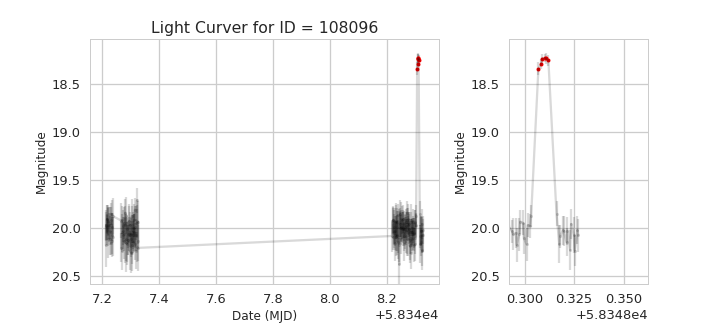 Light Curver for ID = 108096
Magnitude
18.5
19.0
19.5
20.0
20.5
7.2 7.4 7.6 7.8 8.0 8.2
Date (MJD)
+5.834e4
Magnitude
18.5
19.0
19.5
20.0
20.5
0.300 0.325 0.350
+5.8348e4